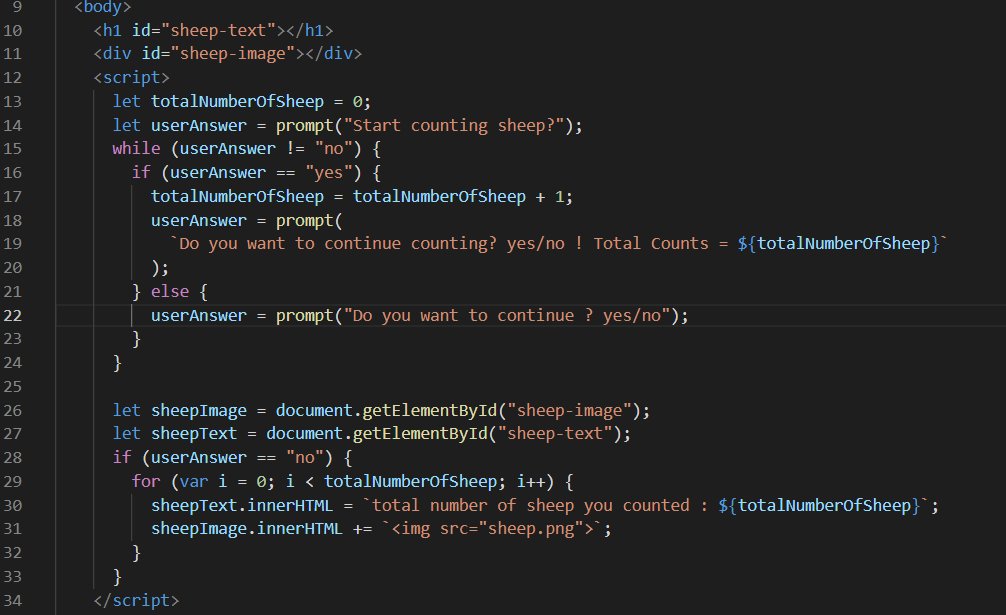 9 <body>
10 <h1 id="sheep-text"></h1>
11 <div id="sheep-image"></div>
12 <script>
13 let totalNumberOfSheep = 0;
14 let userAnswer = prompt("Start counting sheep?");
15 while (userAnswer != "no") {
16 if (userAnswer == "yes") {
17 totalNumberOfSheep = totalNumberOfSheep + 1;
18 userAnswer = prompt(
19 `Do you want to continue counting? yes/no ! Total Counts = ${totalNumberOfSheep}`
20 );
21 } else {
22 userAnswer = prompt("Do you want to continue ? yes/no");
23 }
24 }
25
26 let sheepImage = document.getElementById("sheep-image");
27 let sheepText = document.getElementById("sheep-text");
28 if (userAnswer == "no") {
29 for (var i = 0; i < totalNumberOfSheep; i++) {
30 sheepText.innerHTML = `total number of sheep you counted : ${totalNumberOfSheep}`;
31 sheepImage.innerHTML += `<img src="sheep.png">`;
32 }
33 }
34 </script>